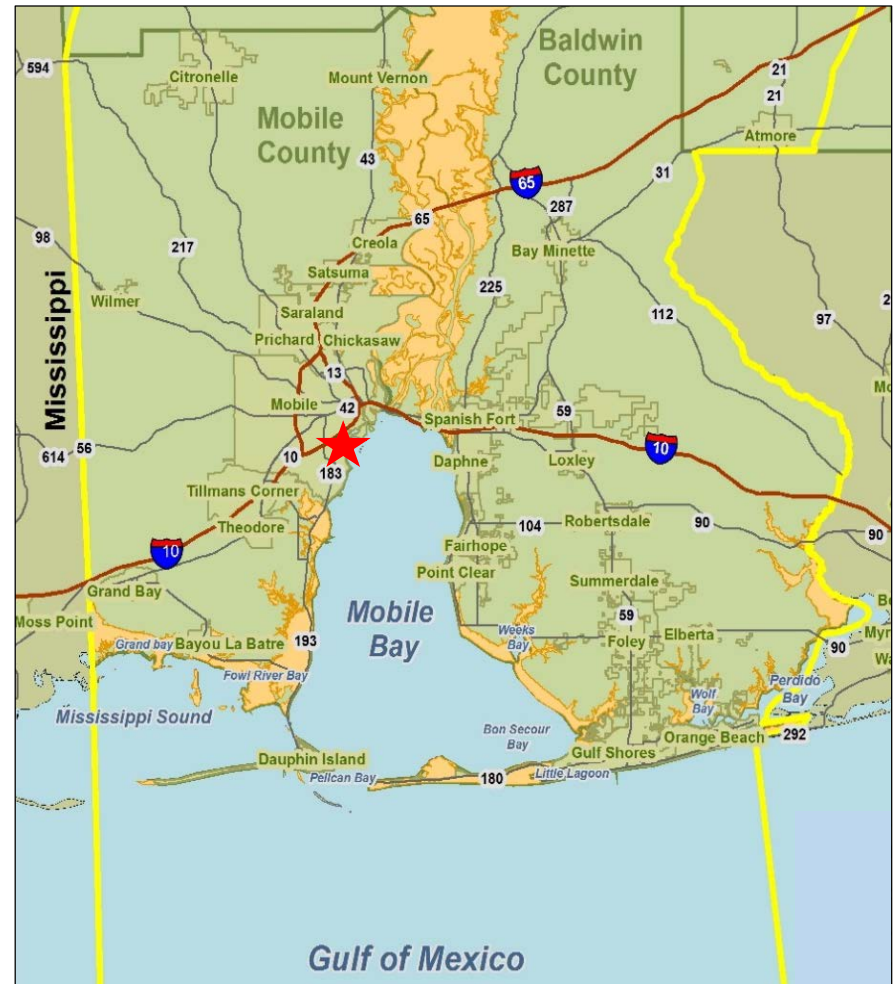 Baldwin
County
594
Citronelle
Mount Vernon
21
21
Mobile
County
Atmore
43
31
65
287
65
98
217
Creola
Bay Minette
Satsuma
225
Wilmer
Saraland
112
97
2
Prichard
Chickasaw
Mississippi
13
Mobile
42
Spanish Fort
59
614
56
10
Daphne
Loxley
10
183
Tillmans Corner
Theodore
104
Robertsdale
90
90
10
Fairhope
Point Clear
Summerdale
Grand Bay
Moss Point
Mobile
Bay
59
Weeks
Bay
Foley
Elberta
90
Grand bay
Bayou La Batre
193
Fowl River Bay
Perdido
Bay
Wolf
Bay
Mississippi Sound
Bon Secour
Bay
Orange Beach
292
Dauphin Island
Gulf Shores
Pelican Bay
180
Little Lagoon
Gulf of Mexico